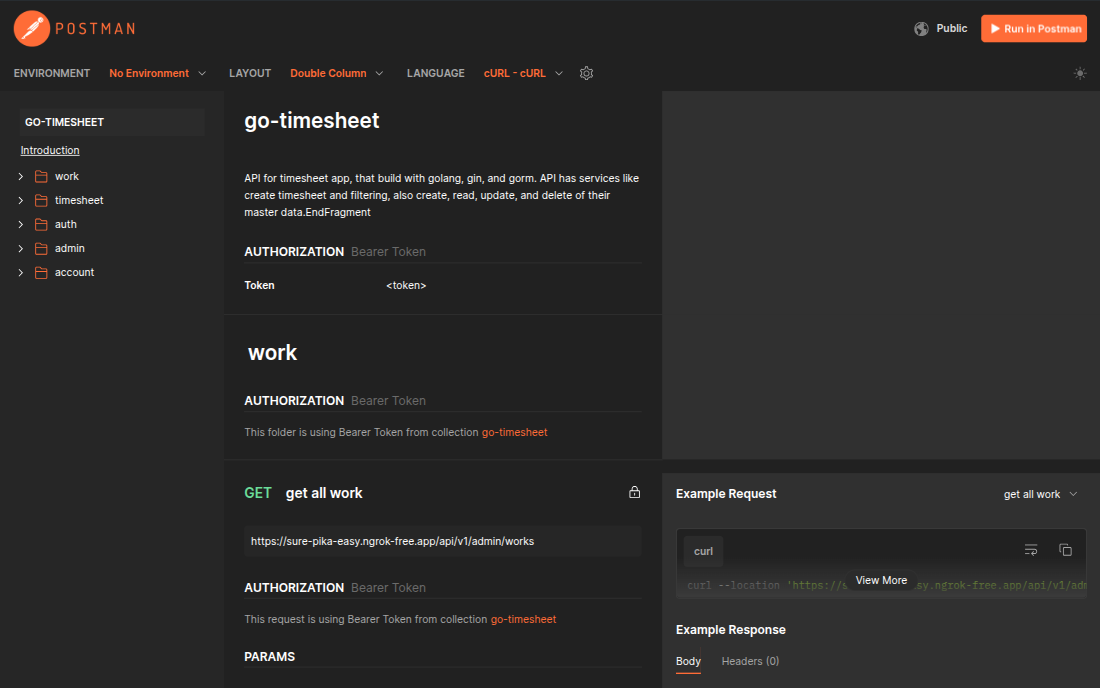 POSTMAN
Public
Run in Postman
ENVIRONMENT No Environment LAYOUT Double Column LANGUAGE cURL - cURL
GO-TIMESHEET
Introduction
work
timesheet
auth
admin
account
go-timesheet
API for timesheet app, that build with golang, gin, and gorm. API has services like
create timesheet and filtering, also create, read, update, and delete of their
master data.EndFragment
AUTHORIZATION Bearer Token
Token <token>
work
AUTHORIZATION Bearer Token
This folder is using Bearer Token from collection go-timesheet
GET get all work
https://sure-pika-easy.ngrok-free.app/api/v1/admin/works
AUTHORIZATION Bearer Token
This request is using Bearer Token from collection go-timesheet
PARAMS
Example Request get all work
curl
curl --location 'https://s sy.ngrok-free.app/api/v1/adm
View More
Example Response
Body Headers (0)